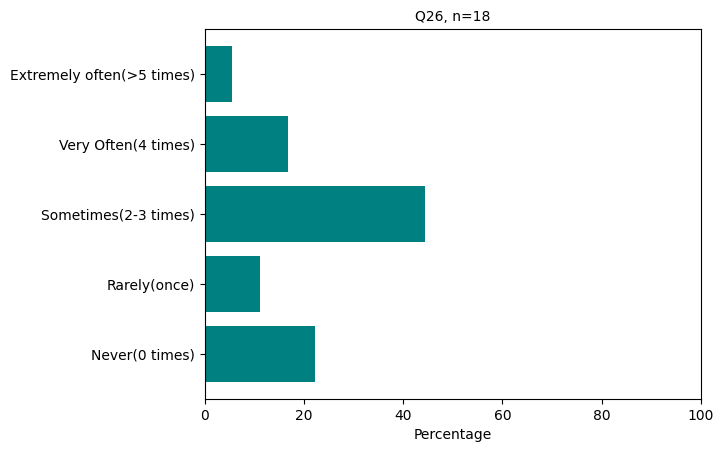 Q26, n=18
Extremely often(>5 times)
Very Often(4 times)
Sometimes(2-3 times)
Rarely(once)
Never(0 times)
0 20 40 60 80 100
Percentage